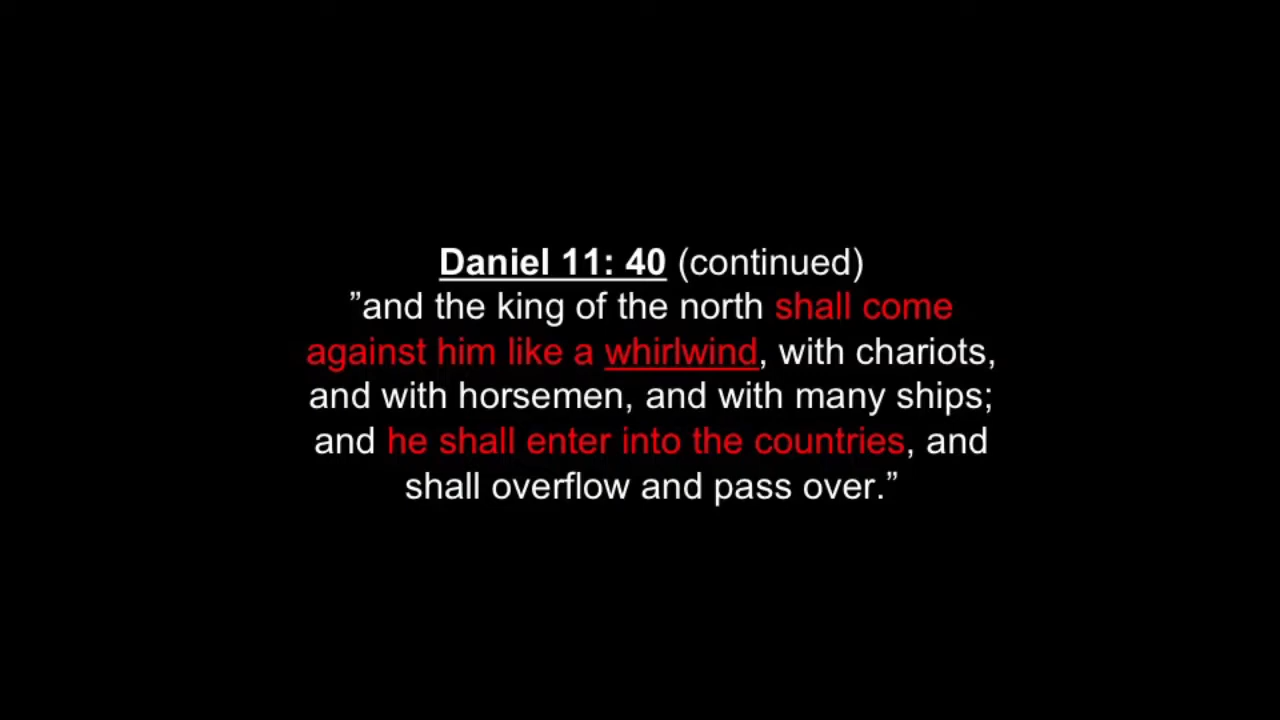 Daniel 11: 40 (continued)
”and the king of the north shall come
against him like a whirlwind, with chariots,
and with horsemen, and with many ships;
and he shall enter into the countries, and
shall overflow and pass over.”